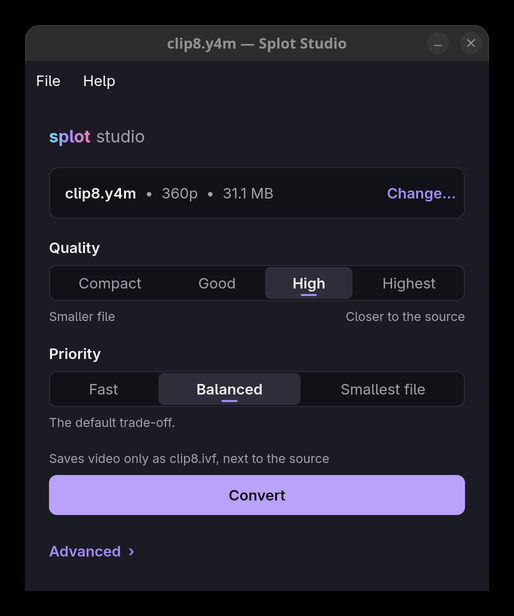 clip8.y4m — Splot Studio
File Help
splot studio
clip8.y4m • 360p • 31.1 MB Change...
Quality
Compact Good High Highest
Smaller file Closer to the source
Priority
Fast Balanced Smallest file
The default trade-off.
Saves video only as clip8.ivf, next to the source
Convert
Advanced ›